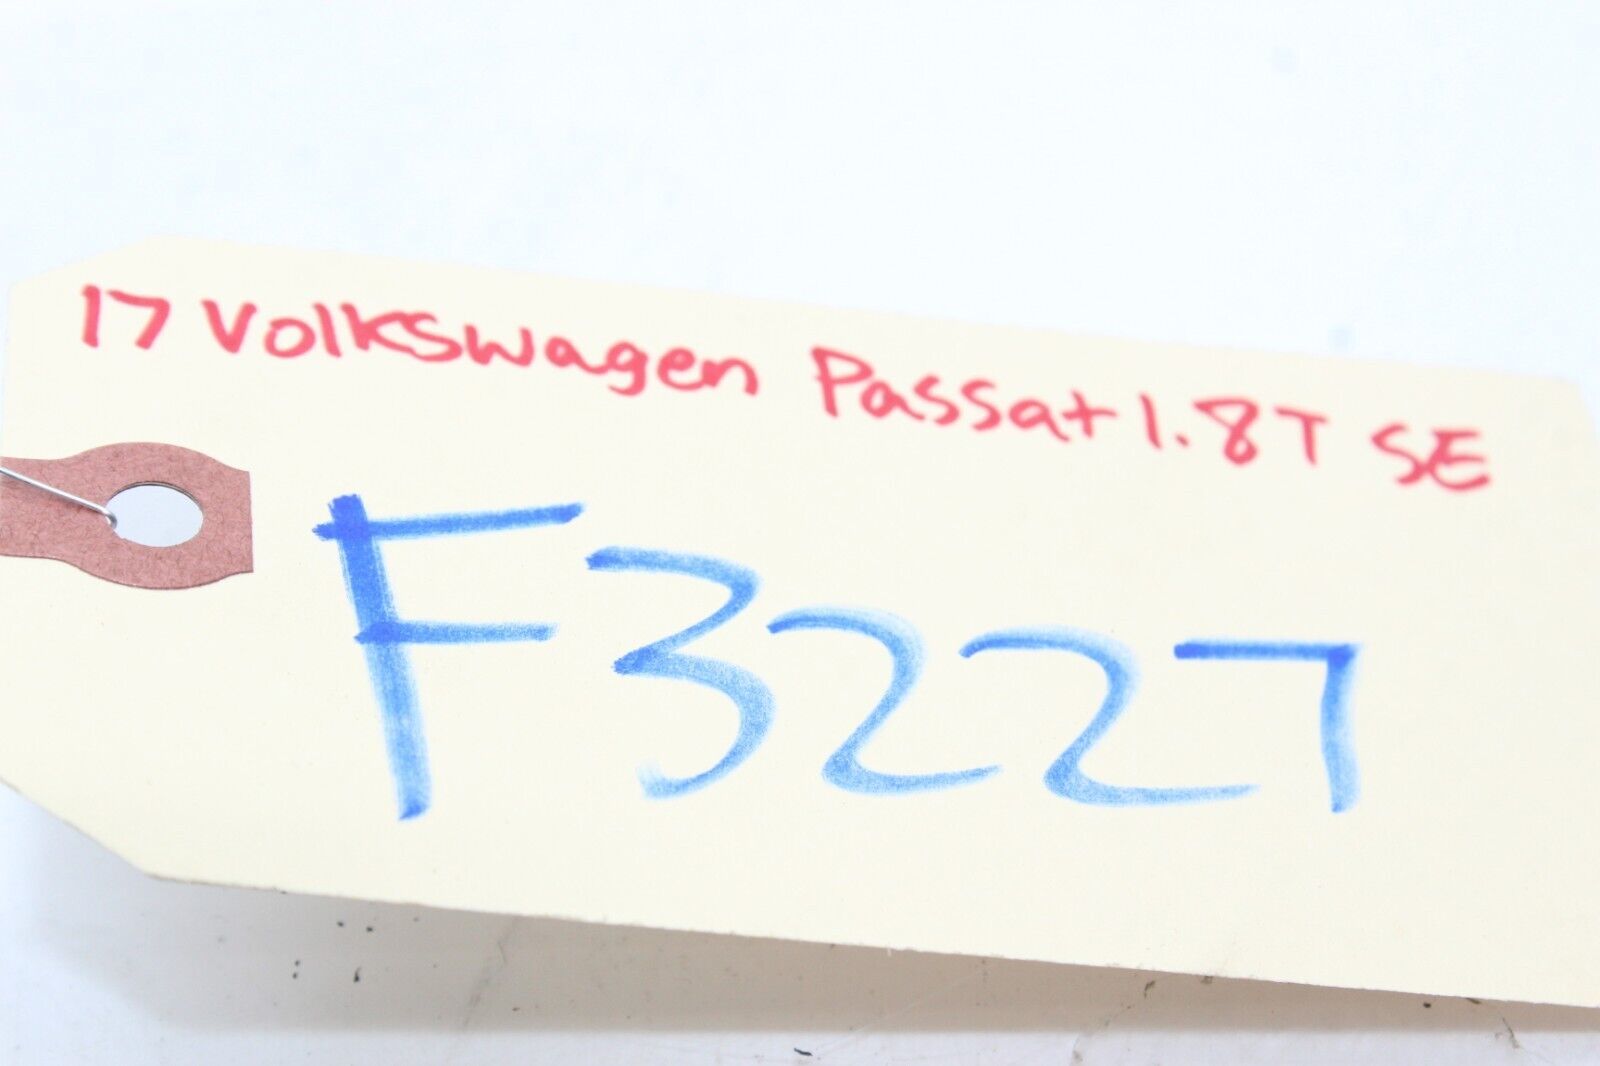 17 Volkswagen Passat 1.8T SE
F3227